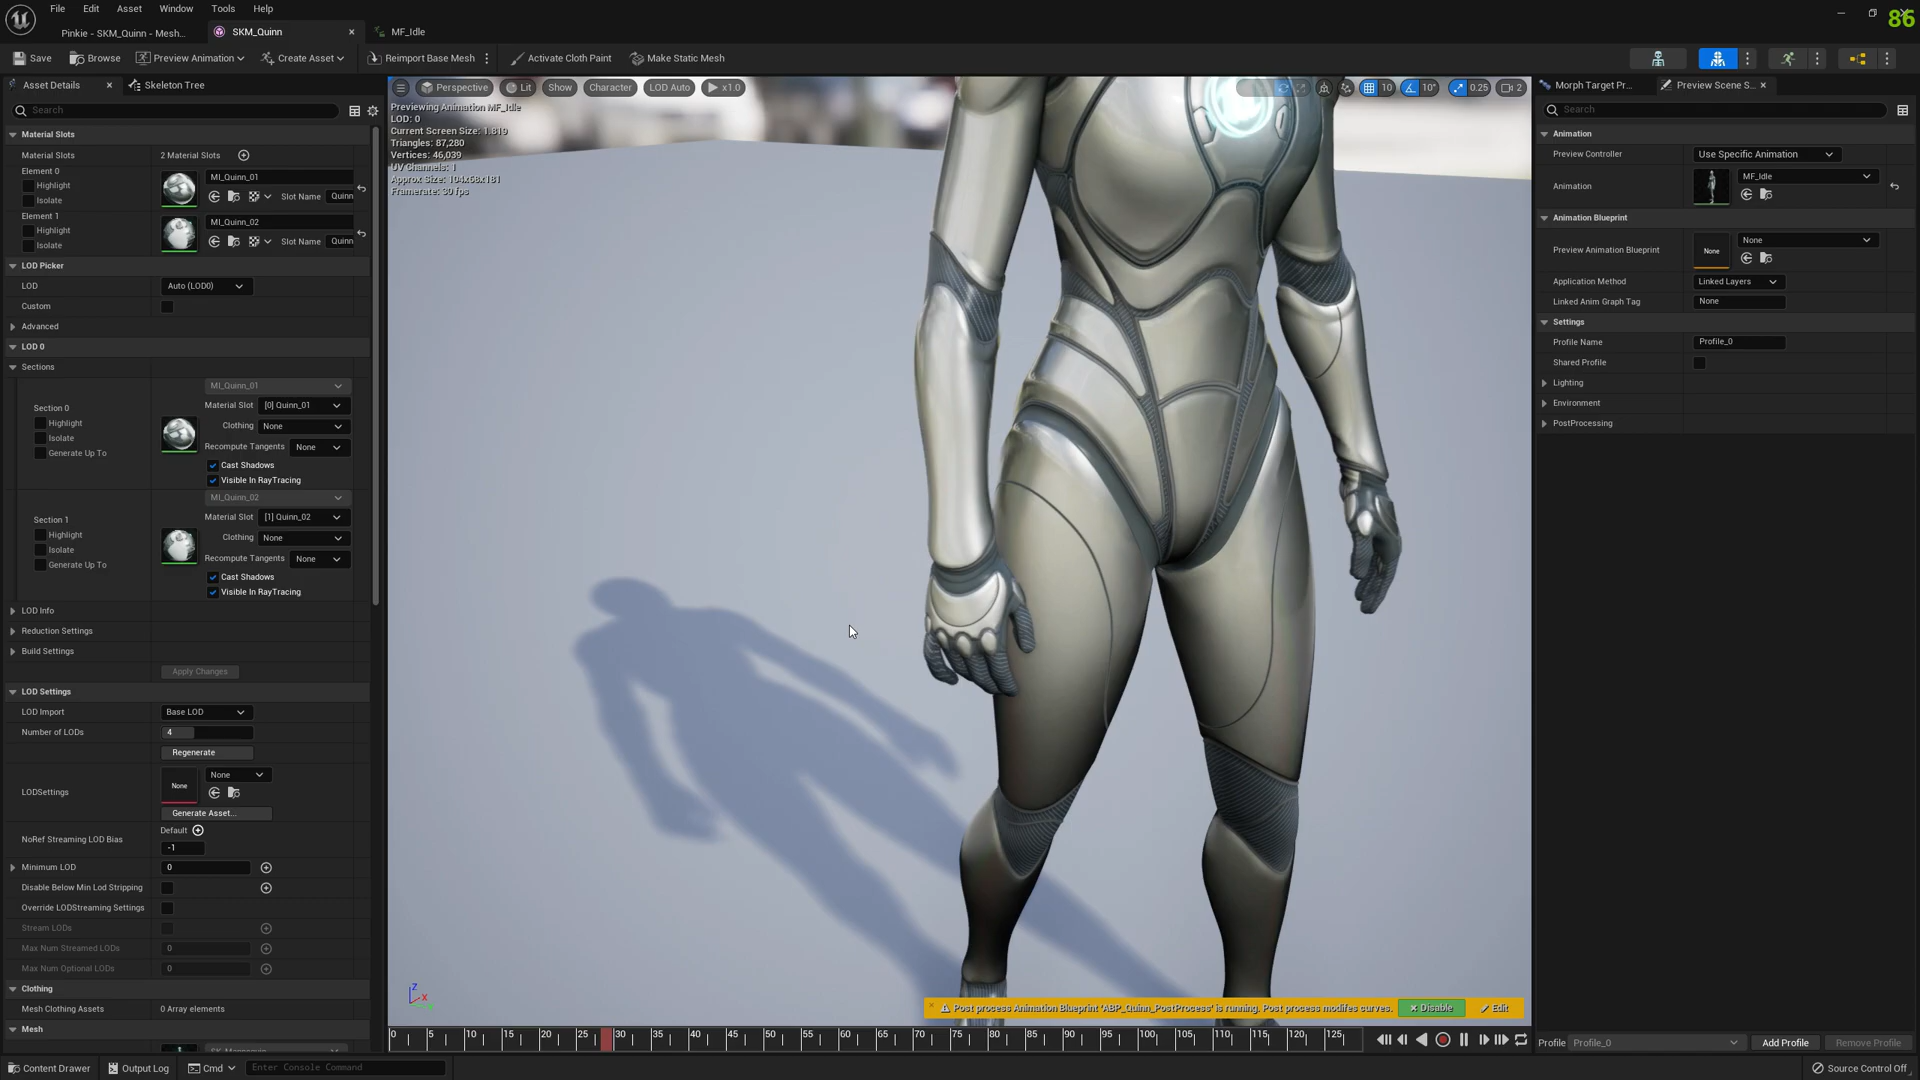 File Edit Asset Window Tools Help
86
Pinkie - SKM_Quinn - Mesh...
SKM_Quinn
MF_Idle
Save Browse Preview Animation Create Asset Reimport Base Mesh Activate Cloth Paint Make Static Mesh
Asset Details Skeleton Tree
Search
Material Slots
Material Slots 2 Material Slots
Element 0
Highlight
Isolate
MI_Quinn_01
Slot Name Quinn
Element 1
Highlight
Isolate
MI_Quinn_02
Slot Name Quinn
LOD Picker
LOD Auto (LOD0)
Custom
Advanced
LOD 0
Sections
MI_Quinn_01
Section 0
Highlight
Isolate
Generate Up To
Material Slot [0] Quinn_01
Clothing None
Recompute Tangents None
Cast Shadows
Visible In RayTracing
MI_Quinn_02
Section 1
Highlight
Isolate
Generate Up To
Material Slot [1] Quinn_02
Clothing None
Recompute Tangents None
Cast Shadows
Visible In RayTracing
LOD Info
Reduction Settings
Build Settings
Apply Changes
LOD Settings
LOD Import Base LOD
Number of LODs 4
Regenerate
LODSettings None None
Generate Asset...
NoRef Streaming LOD Bias Default
-1
Minimum LOD 0
Disable Below Min Lod Stripping
Override LODStreaming Settings
Stream LODs
Max Num Streamed LODs 0
Max Num Optional LODs 0
Clothing
Mesh Clothing Assets 0 Array elements
Mesh
Content Drawer Output Log Cmd Enter Console Command
Perspective Lit Show Character LOD Auto x1.0
10 10° 0.25 2
Previewing Animation MF_Idle
LOD: 0
Current Screen Size: 1.819
Triangles: 87,280
Vertices: 46,039
UV Channels: 1
Approx Size: 104x68x181
Framerate: 30 fps
Z
X
Post process Animation Blueprint 'ABP_Quinn_PostProcess' is running. Post process modifes curves. Disable Edit
0 5 10 15 20 25 30 35 40 45 50 55 60 65 70 75 80 85 90 95 100 105 110 115 120 125
Morph Target Pr... Preview Scene S...
Search
Animation
Preview Controller Use Specific Animation
Animation MF_Idle
Animation Blueprint
Preview Animation Blueprint None None
Application Method Linked Layers
Linked Anim Graph Tag None
Settings
Profile Name Profile_0
Shared Profile
Lighting
Environment
PostProcessing
Profile Profile_0 Add Profile Remove Profile
Source Control Off